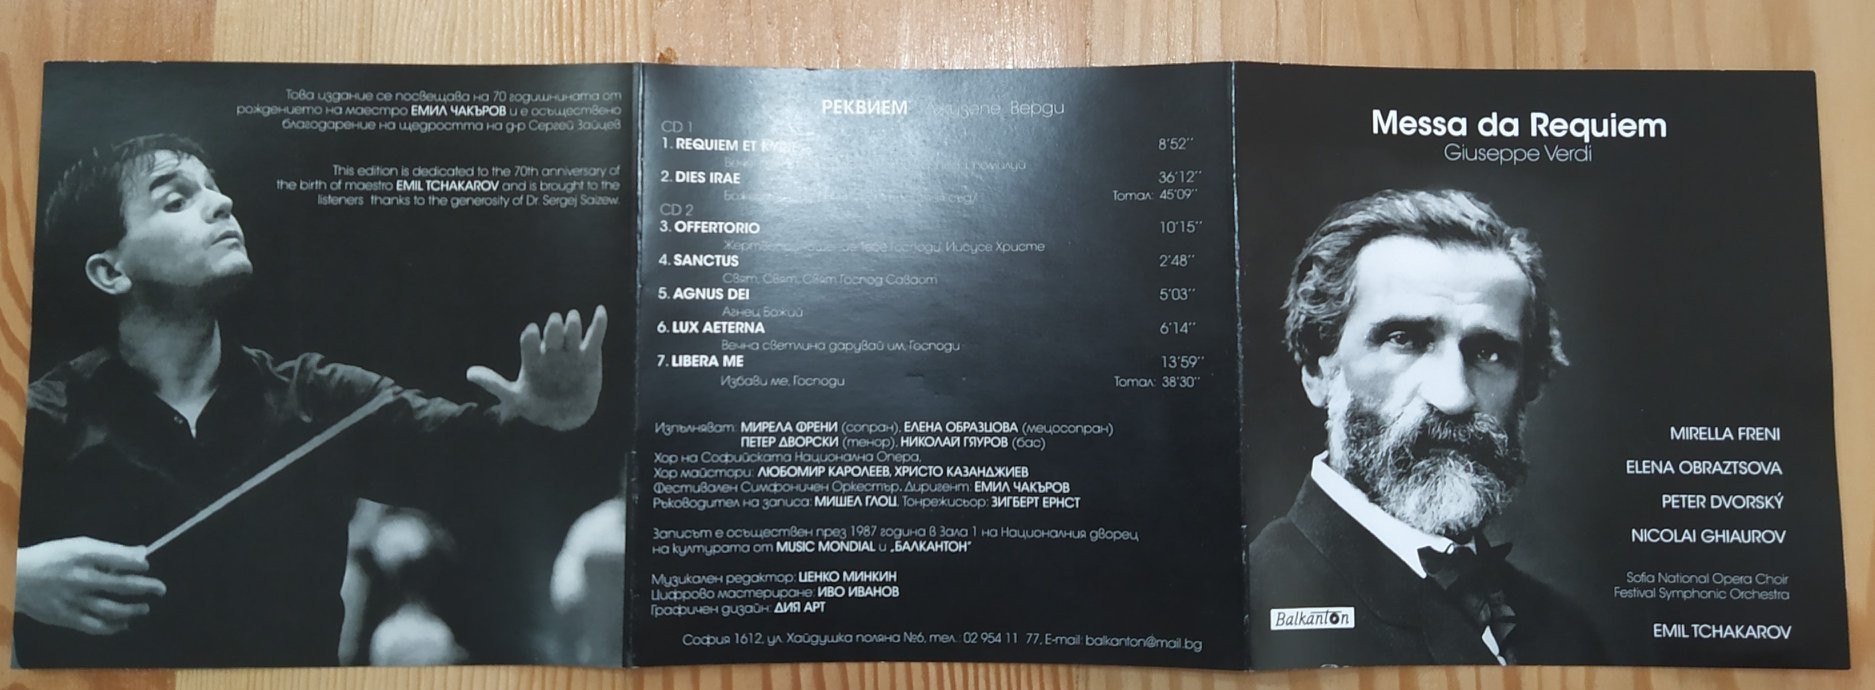 Това издание се посвещава на 70 годишнината от
рождението на маестро ЕМИЛ ЧАКЪРОВ и е осъществено
благодарение на щедростта на д-р Сергей Зайцев
This edition is dedicated to the 70th anniversary of
the birth of maestro EMIL TCHAKAROV and is brought to the
listeners thanks to the generosity of Dr. Sergej Saizew.
РЕКВИЕМ Джузепе Верди
CD 1
1. REQUIEM ET 8'52''
2. DIES IRAE 36'12''
Тотал: 45'09''
CD 2
3. OFFERTORIO 10'15''
Тебе Господи, Иисусе Христе
4. SANCTUS 2'48''
Свят, Свят, Свят Господ Саваот
5. AGNUS DEI 5'03''
Агнец Божий
6. LUX AETERNA 6'14''
Вечна светлина дарувай им, Господи
7. LIBERA ME 13'59''
Избави ме, Господи Тотал: 38'30''
Изпълняват: МИРЕЛА ФРЕНИ (сопран), ЕЛЕНА ОБРАЗЦОВА (мецосопран)
ПЕТЕР ДВОРСКИ (тенор), НИКОЛАЙ ГЯУРОВ (бас)
Хор на Софийската Национална Опера,
Хор майстори: ЛЮБОМИР КАРОЛЕЕВ, ХРИСТО КАЗАНДЖИЕВ
Фестивален Симфоничен Оркестър, Диригент: ЕМИЛ ЧАКЪРОВ
Ръководител на записа: МИШЕЛ ГЛОЦ, Тонрежисьор: ЗИГБЕРТ ЕРНСТ
Записът е осъществен през 1987 година в Зала 1 на Националния дворец
на културата от MUSIC MONDIAL и „БАЛКАНТОН“
Музикален редактор: ЦЕНКО МИНКИН
Цифрово мастериране: ИВО ИВАНОВ
Графичен дизайн: ДИЯ АРТ
София 1612, ул. Хайдушка поляна №6, тел.: 02 954 11 77, E-mail: balkanton@mail.bg
Messa da Requiem
Giuseppe Verdi
MIRELLA FRENI
ELENA OBRAZTSOVA
PETER DVORSKÝ
NICOLAI GHIAUROV
Sofia National Opera Choir
Festival Symphonic Orchestra
Balkanton
EMIL TCHAKAROV